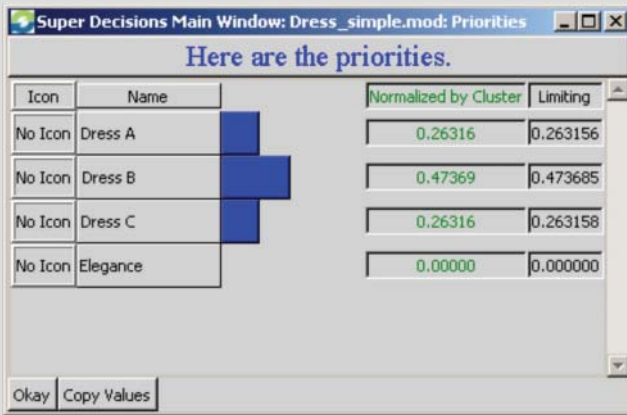 Super Decisions Main Window: Dress_simple.mod: Priorities
Here are the priorities.
Icon Name Normalized by Cluster Limiting
No Icon Dress A 0.26316 0.263156
No Icon Dress B 0.47369 0.473685
No Icon Dress C 0.26316 0.263158
No Icon Elegance 0.00000 0.000000
Okay Copy Values